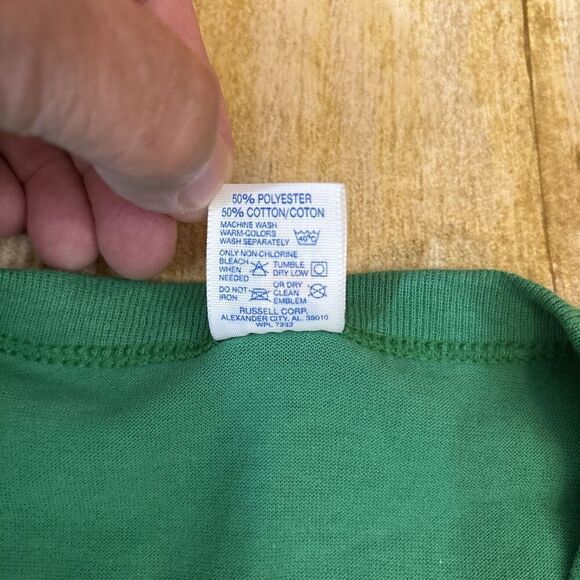 50% POLYESTER
50% COTTON/COTON
MACHINE WASH
WARM-COLORS
WASH SEPARATELY 40°C
ONLY NON-CHLORINE
BLEACH TUMBLE
WHEN DRY LOW
NEEDED
OR DRY
DO NOT CLEAN
IRON EMBLEM
RUSSELL CORP.
ALEXANDER CITY, AL. 35010
WPL 7232